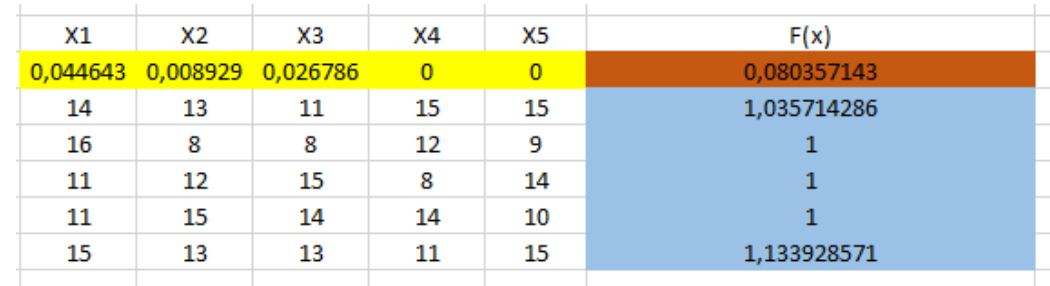 X1 X2 X3 X4 X5 F(x)
0,044643 0,008929 0,026786 0 0 0,080357143
14 13 11 15 15 1,035714286
16 8 8 12 9 1
11 12 15 8 14 1
11 15 14 14 10 1
15 13 13 11 15 1,133928571